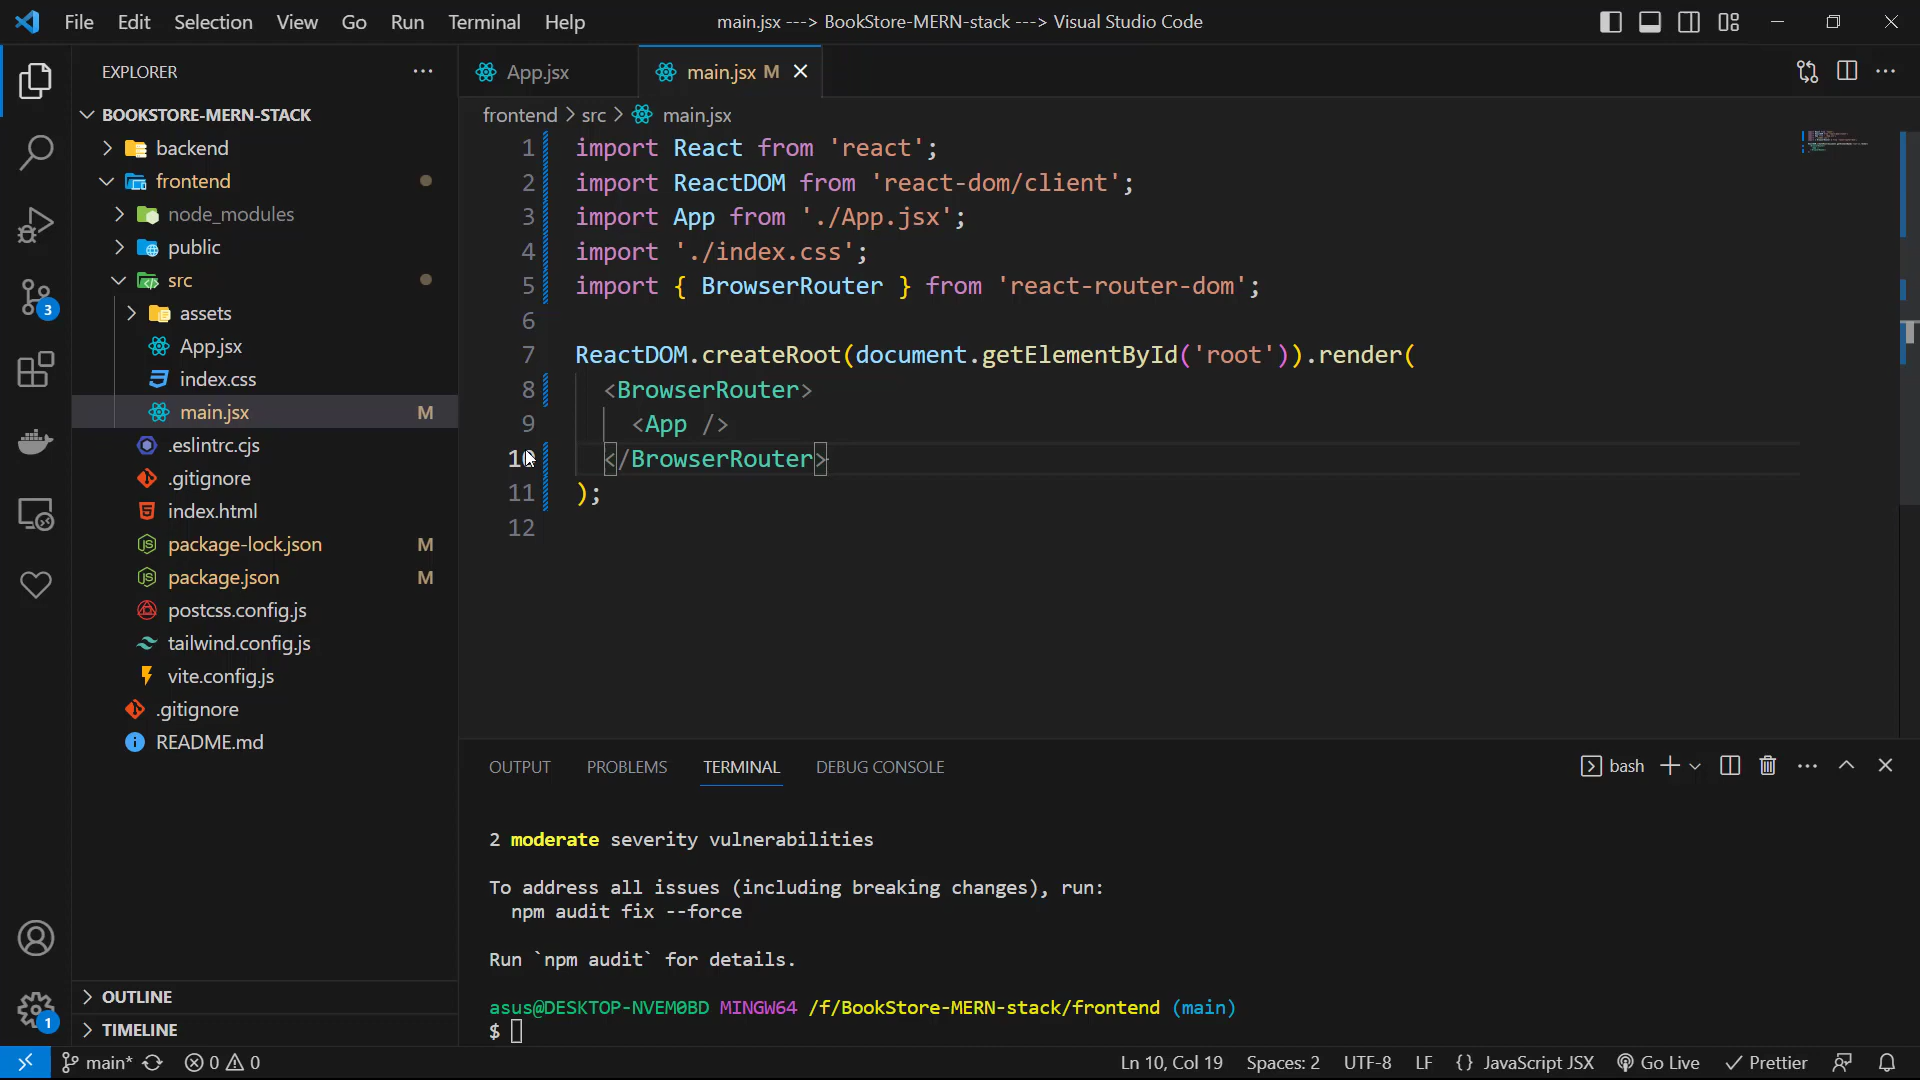 File Edit Selection View Go Run Terminal Help main.jsx ---> BookStore-MERN-stack ---> Visual Studio Code
EXPLORER
BOOKSTORE-MERN-STACK
backend
frontend
node_modules
public
src
assets
App.jsx
index.css
main.jsx M
.eslintrc.cjs
.gitignore
index.html
package-lock.json M
package.json M
postcss.config.js
tailwind.config.js
vite.config.js
.gitignore
README.md
OUTLINE
TIMELINE
3
1
App.jsx main.jsx M
frontend > src > main.jsx
1 import React from 'react';
2 import ReactDOM from 'react-dom/client';
3 import App from './App.jsx';
4 import './index.css';
5 import { BrowserRouter } from 'react-router-dom';
6
7 ReactDOM.createRoot(document.getElementById('root')).render(
8 <BrowserRouter>
9 <App />
10 </BrowserRouter>
11 );
12
OUTPUT PROBLEMS TERMINAL DEBUG CONSOLE bash
2 moderate severity vulnerabilities
To address all issues (including breaking changes), run:
npm audit fix --force
Run `npm audit` for details.
asus@DESKTOP-NVEM0BD MINGW64 /f/BookStore-MERN-stack/frontend (main)
$
main* 0 0 Ln 10, Col 19 Spaces: 2 UTF-8 LF {} JavaScript JSX Go Live Prettier